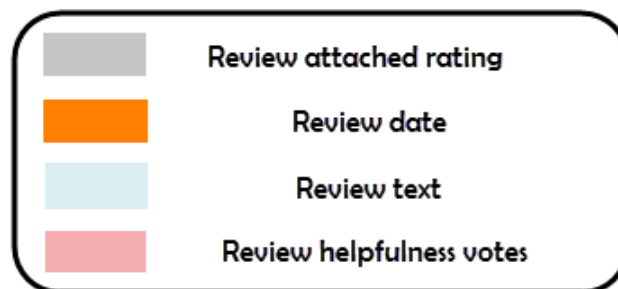 Review attached rating
Review date
Review text
Review helpfulness votes